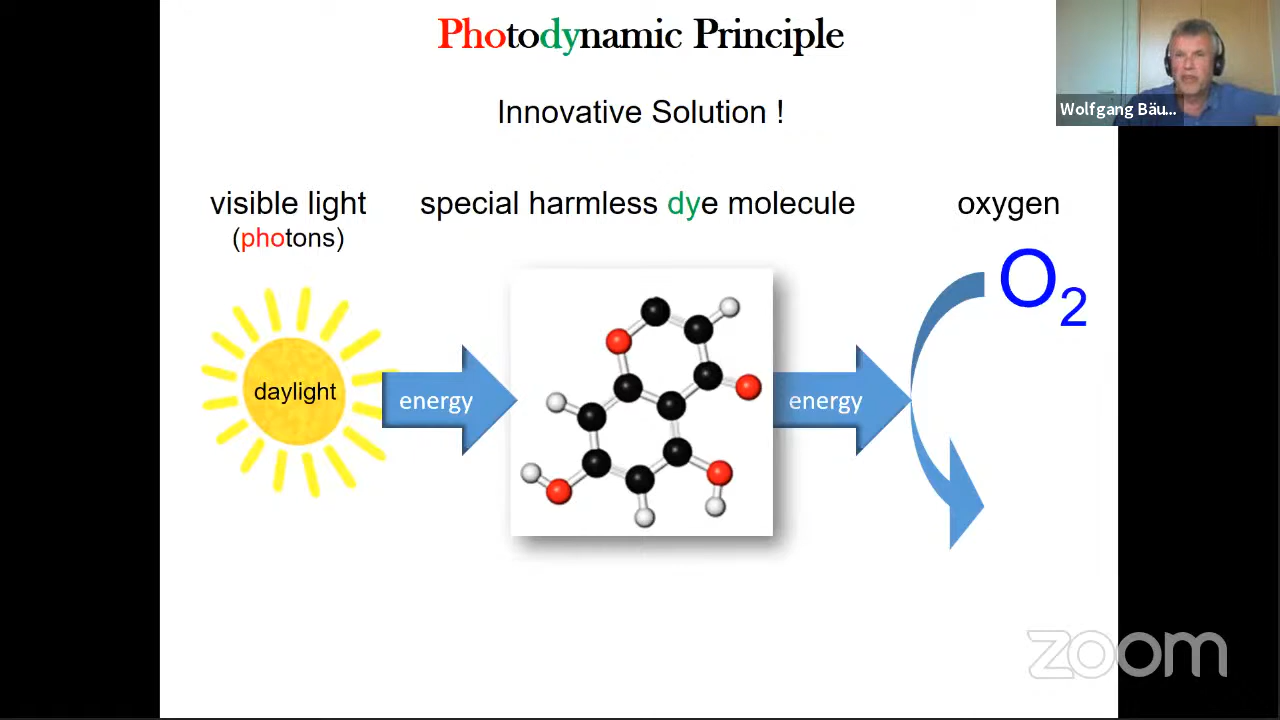 Photodynamic Principle
Innovative Solution !
Wolfgang Bäu...
visible light
(photons)
special harmless dye molecule
oxygen
O2
daylight
energy
energy
zoom